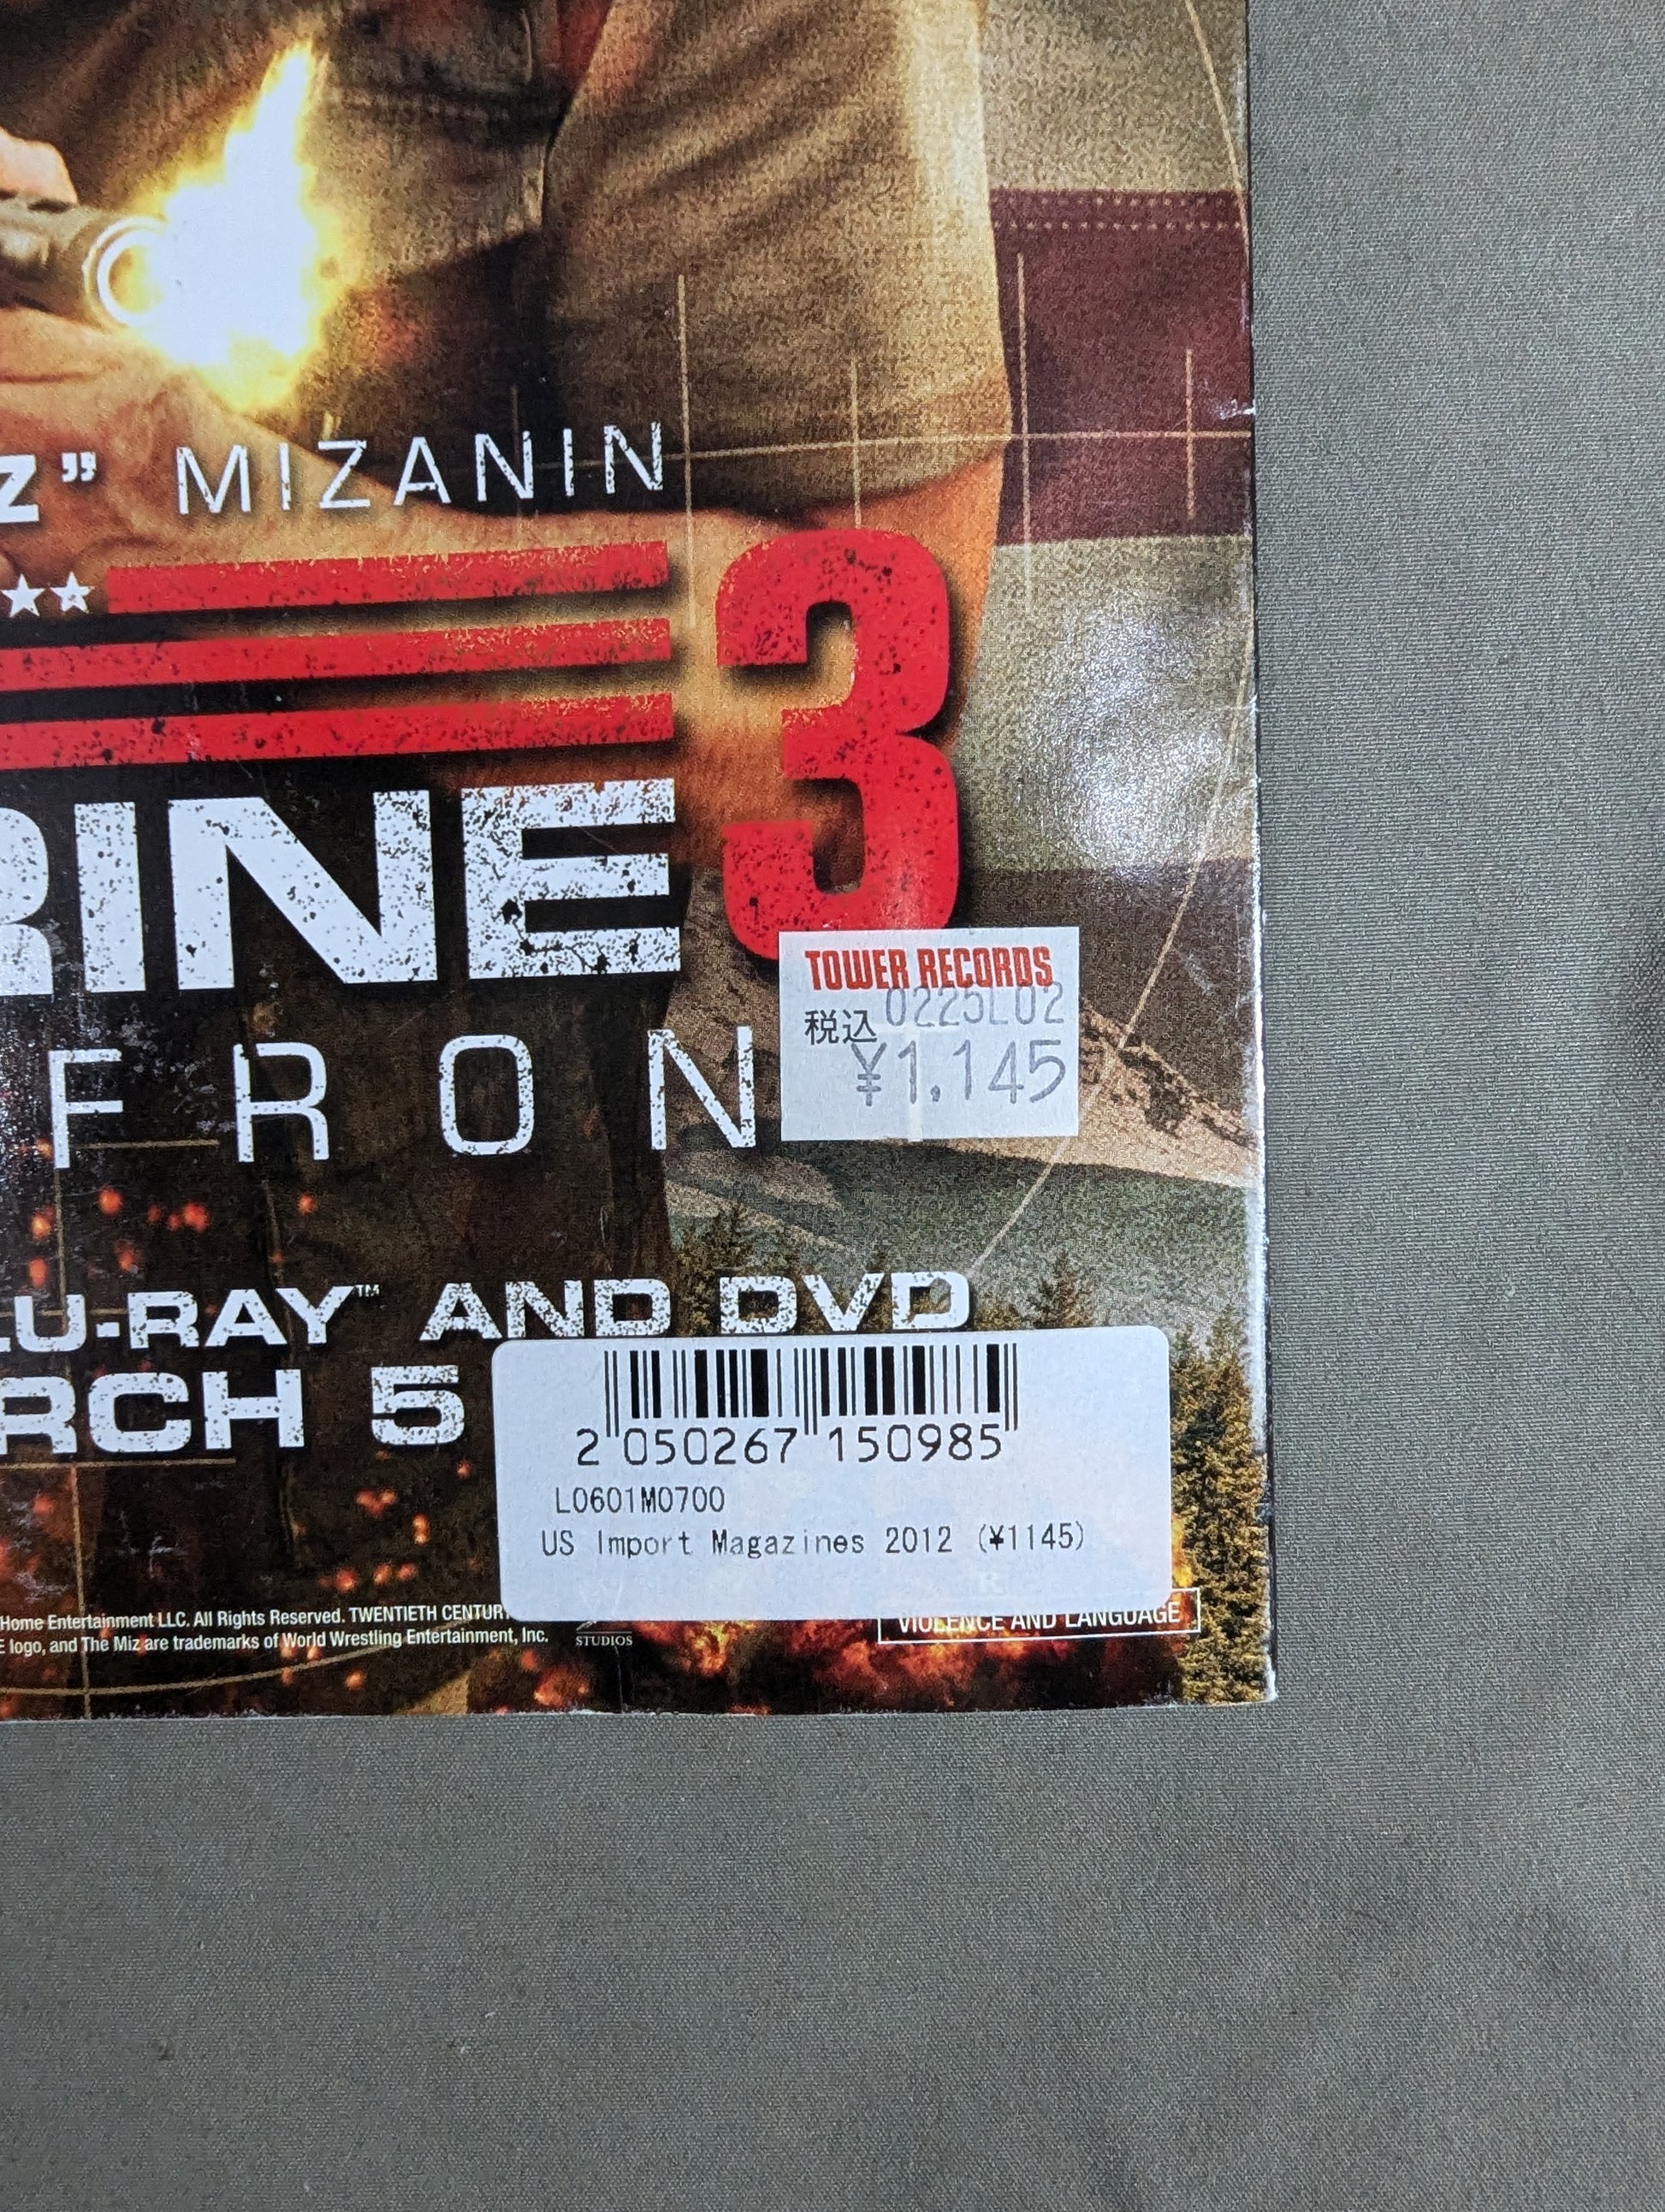 Z” MIZANIN
3
RINE
FRON
TOWER RECORDS
0225L02
税込
¥1,145
LU-RAY™ AND DVD
RCH 5
2 050267 150985
L0601M0700
US Import Magazines 2012 (¥1145)
Home Entertainment LLC. All Rights Reserved. TWENTIETH CENTUR
E logo, and The Miz are trademarks of World Wrestling Entertainment, Inc.
STUDIOS
R
VIOLENCE AND LANGUAGE